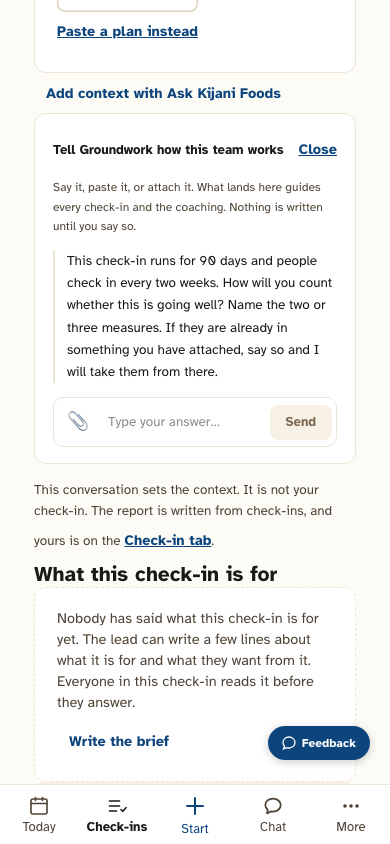 Paste a plan instead
Add context with Ask Kijani Foods
Tell Groundwork how this team works
Close
Say it, paste it, or attach it. What lands here guides
every check-in and the coaching. Nothing is written
until you say so.
This check-in runs for 90 days and people
check in every two weeks. How will you count
whether this is going well? Name the two or
three measures. If they are already in
something you have attached, say so and I
will take them from there.
Type your answer...
Send
This conversation sets the context. It is not your
check-in. The report is written from check-ins, and
yours is on the Check-in tab.
What this check-in is for
Nobody has said what this check-in is for
yet. The lead can write a few lines about
what it is for and what they want from it.
Everyone in this check-in reads it before
they answer.
Write the brief
Feedback
Today
Check-ins
Start
Chat
More